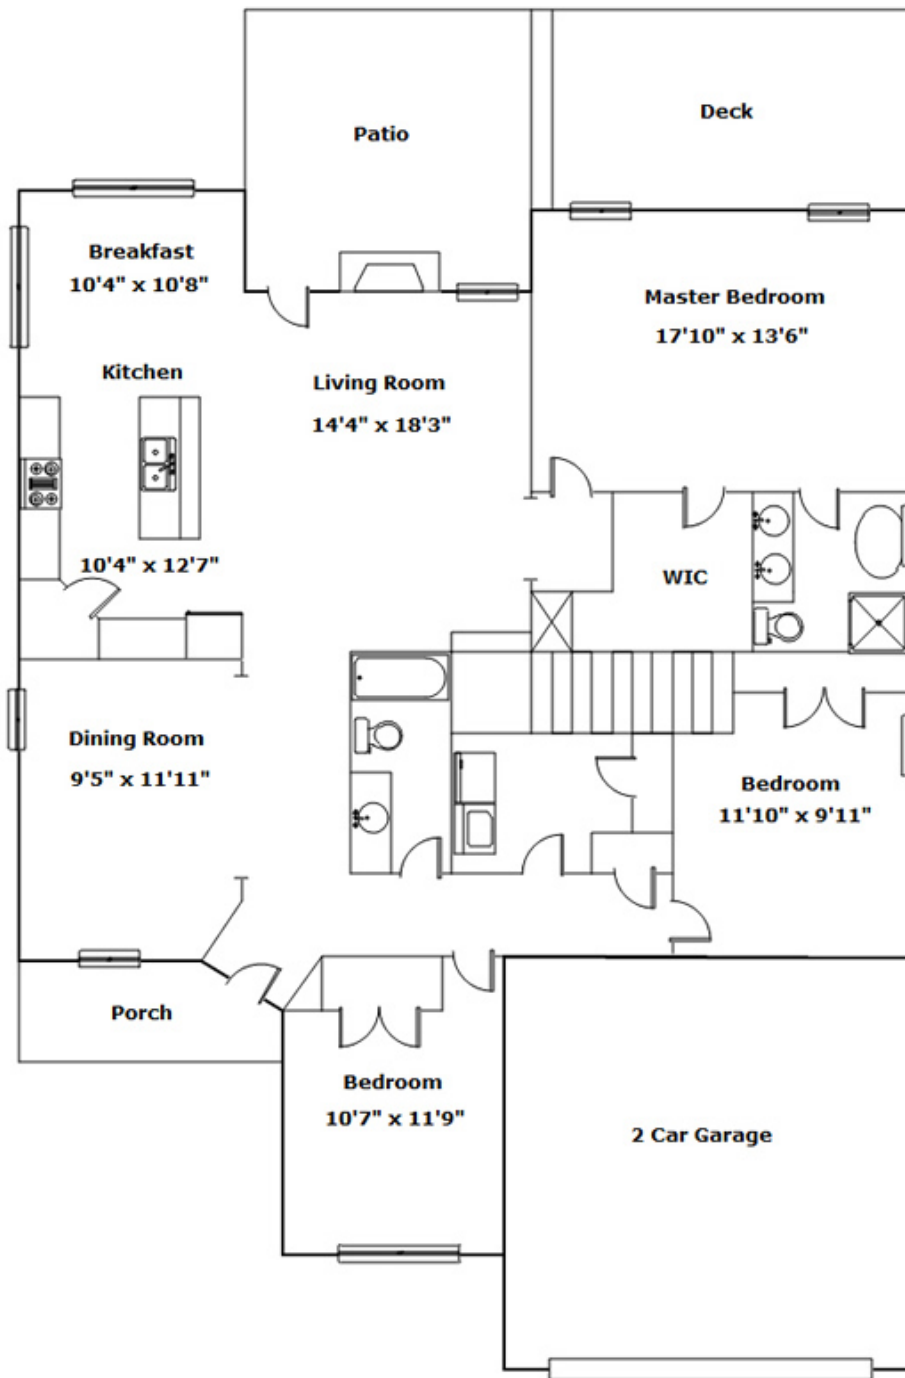 Deck
Patio
Breakfast
10'4" x 10'8"
Master Bedroom
17'10" x 13'6"
Kitchen
Living Room
14'4" x 18'3"
10'4" x 12'7"
WIC
Dining Room
9'5" x 11'11"
Bedroom
11'10" x 9'11"
Porch
Bedroom
10'7" x 11'9"
2 Car Garage